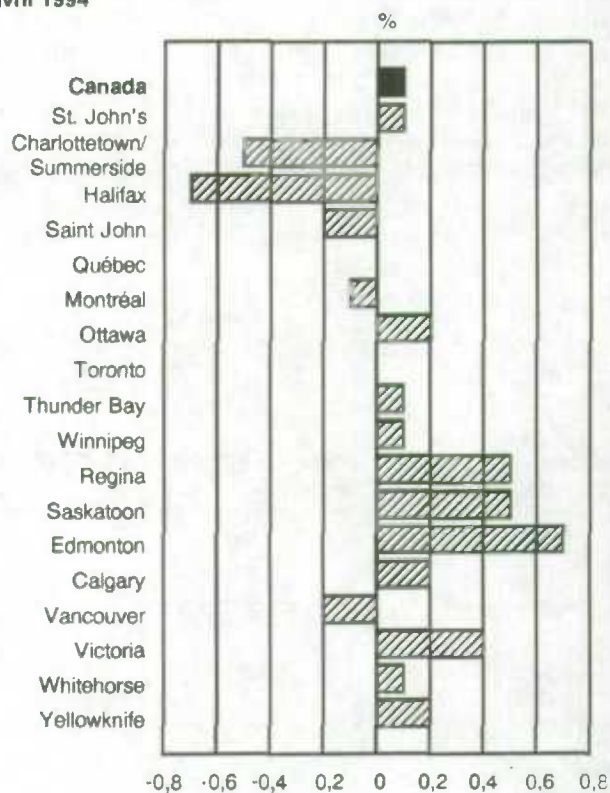 1994
%
Canada
St. John's
Charlottetown/
Summerside
Halifax
Saint John
Québec
Montréal
Ottawa
Toronto
Thunder Bay
Winnipeg
Regina
Saskatoon
Edmonton
Calgary
Vancouver
Victoria
Whitehorse
Yellowknife
-0,8 -0,6 -0,4 0,2 0 0,2 0,4 0,6 0,8